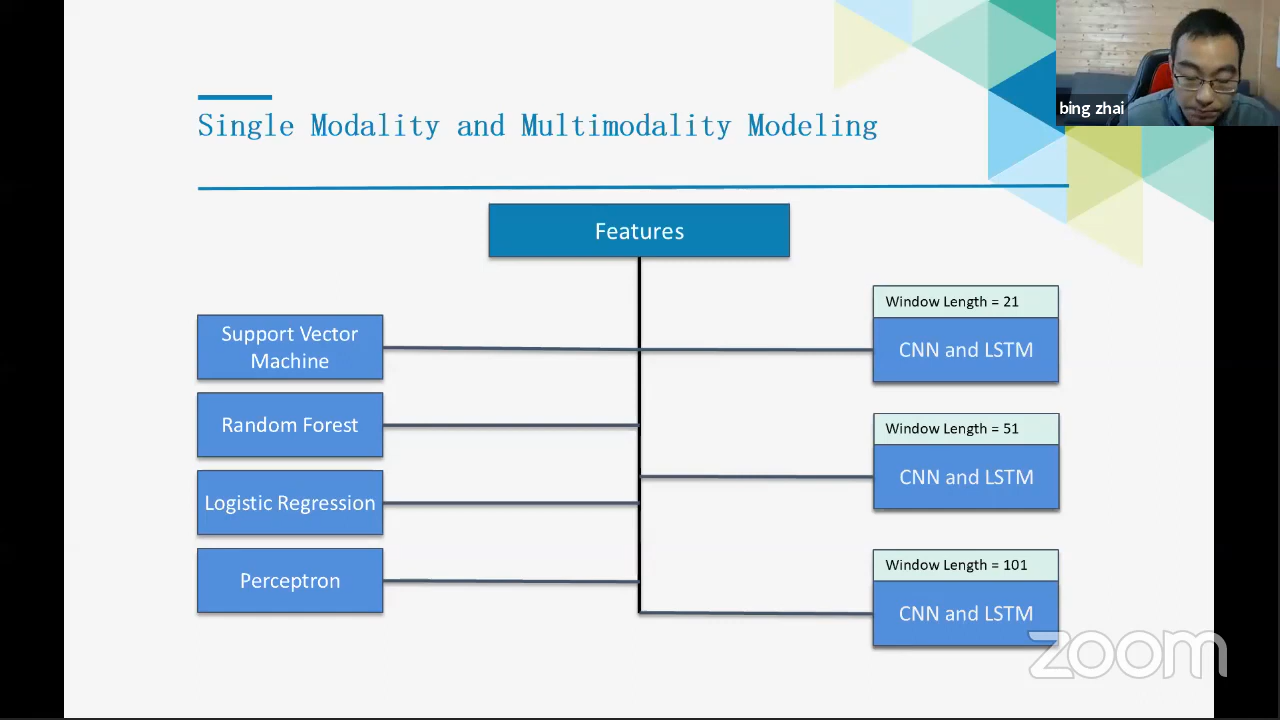 bing zhai
Single Modality and Multimodality Modeling
Features
Support Vector
Machine
Random Forest
Logistic Regression
Perceptron
Window Length = 21
CNN and LSTM
Window Length = 51
CNN and LSTM
Window Length = 101
CNN and LSTM
zoom